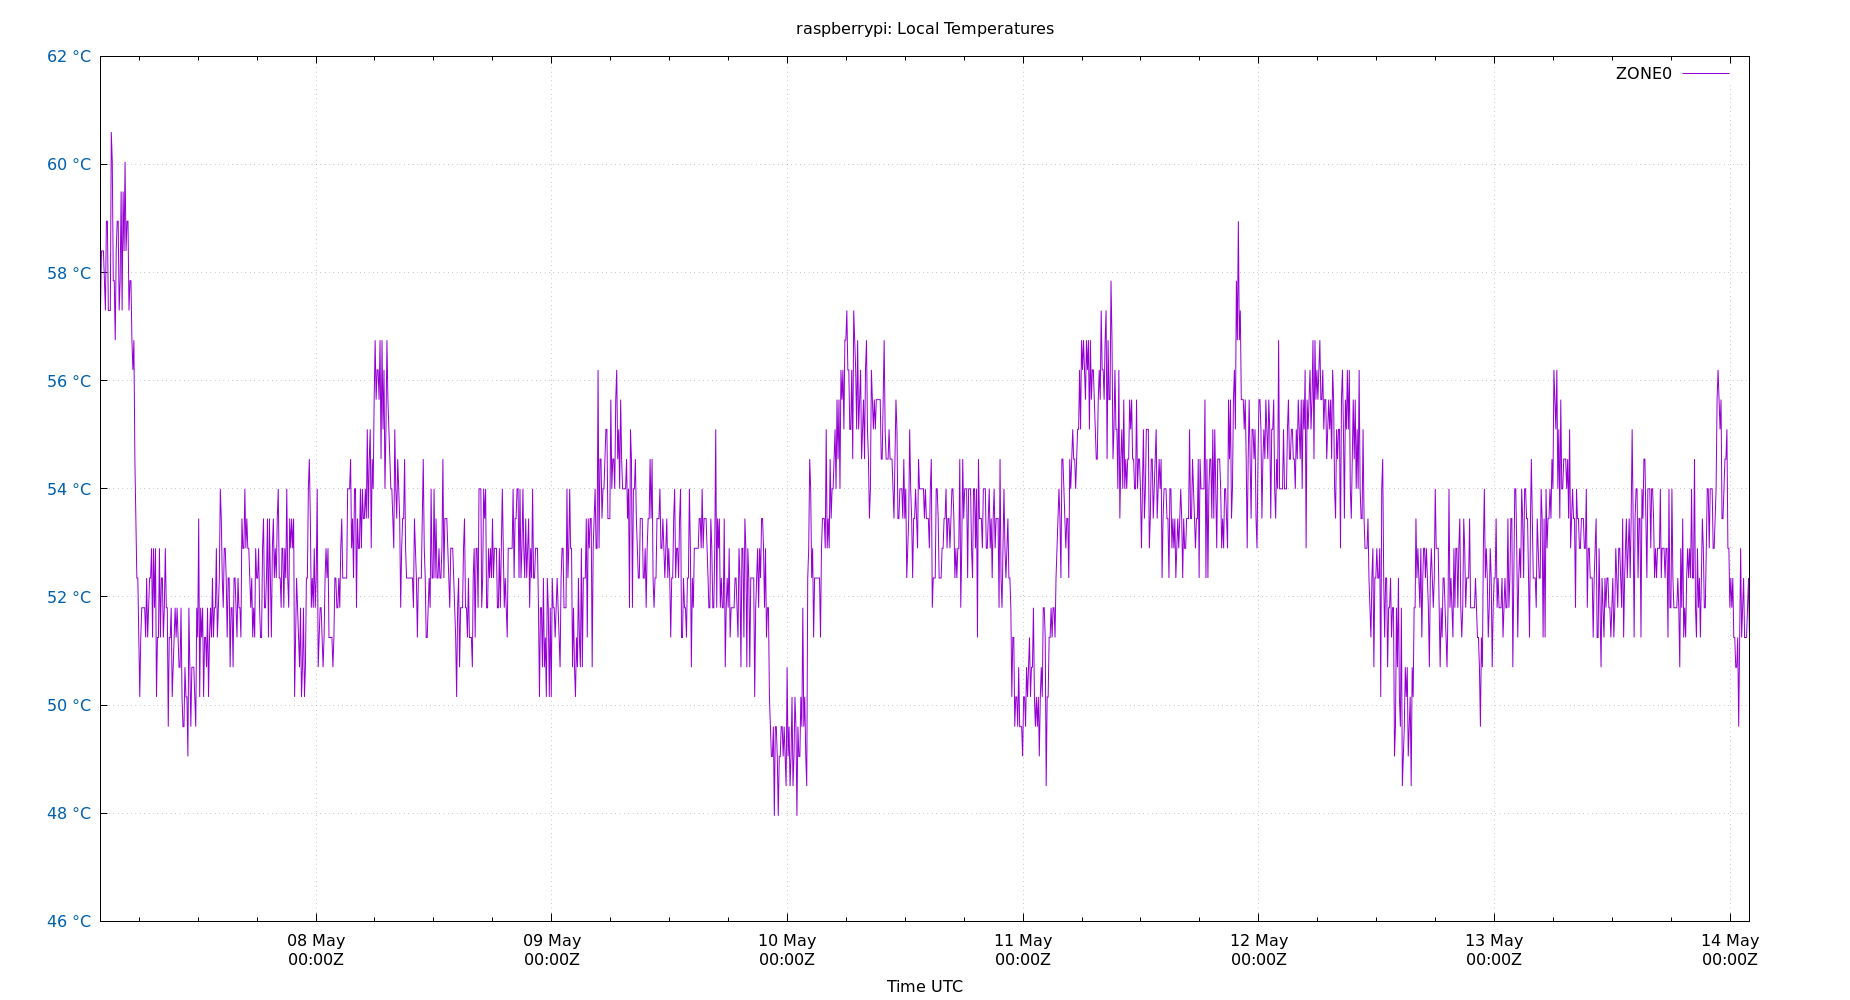 raspberrypi: Local Temperatures
62 °C
ZONE0
60 °C
58 °C
56 °C
54 °C
52 °C
50 °C
48 °C
46 °C
08 May 09 May 10 May 11 May 12 May 13 May 14 May
00:00Z 00:00Z 00:00Z 00:00Z 00:00Z 00:00Z 00:00Z
Time UTC